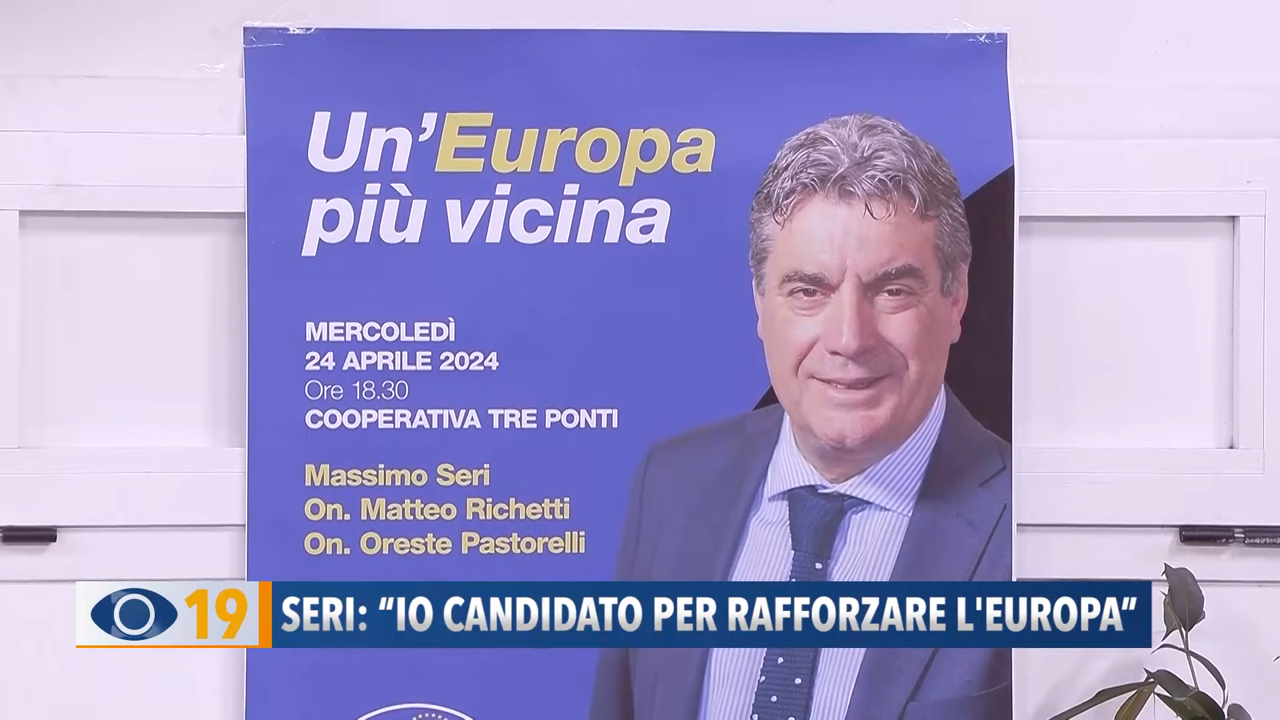 Un'Europa
più vicina
MERCOLEDÌ
24 APRILE 2024
Ore 18.30
COOPERATIVA TRE PONTI
Massimo Seri
On. Matteo Richetti
On. Oreste Pastorelli
19
SERI: “IO CANDIDATO PER RAFFORZARE L'EUROPA“